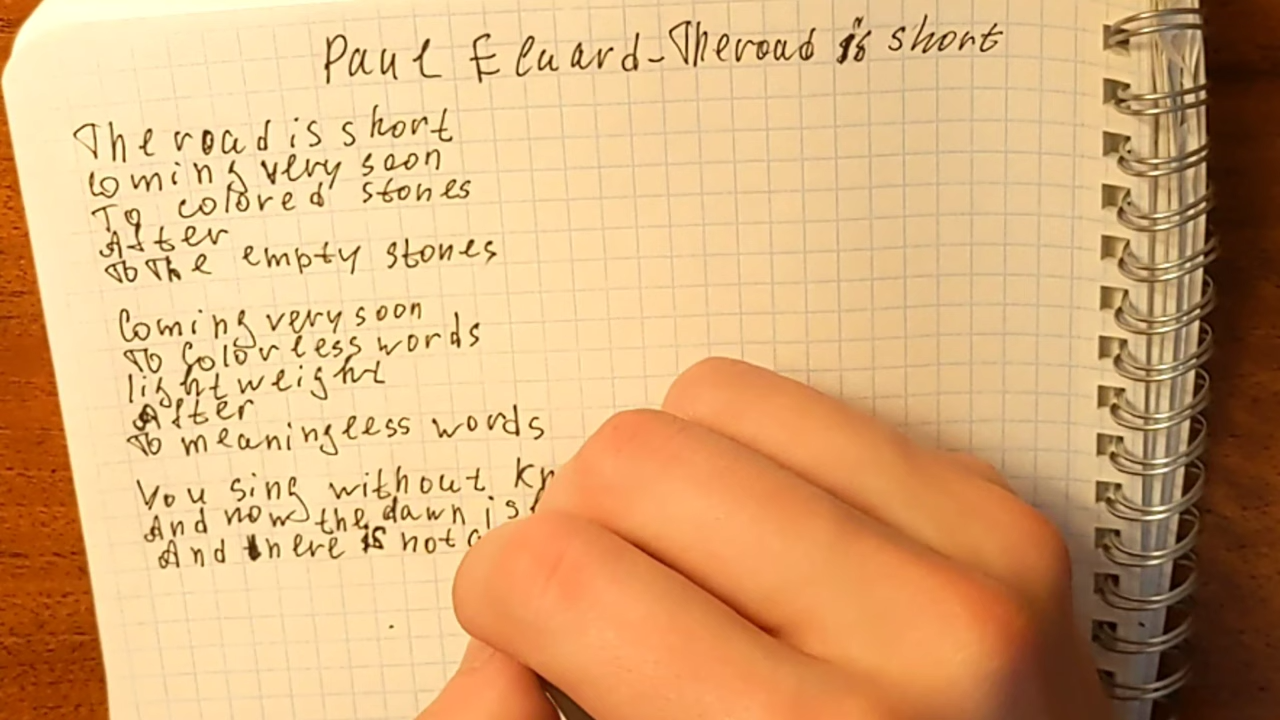 Paul Eluard-The road is short
The road is short
Coming very soon
To colored stones
After
To the empty stones
Coming very soon
To Colorless words
lightweight
After
To meaningless words
You sing without
And now the dawn is
And there is not